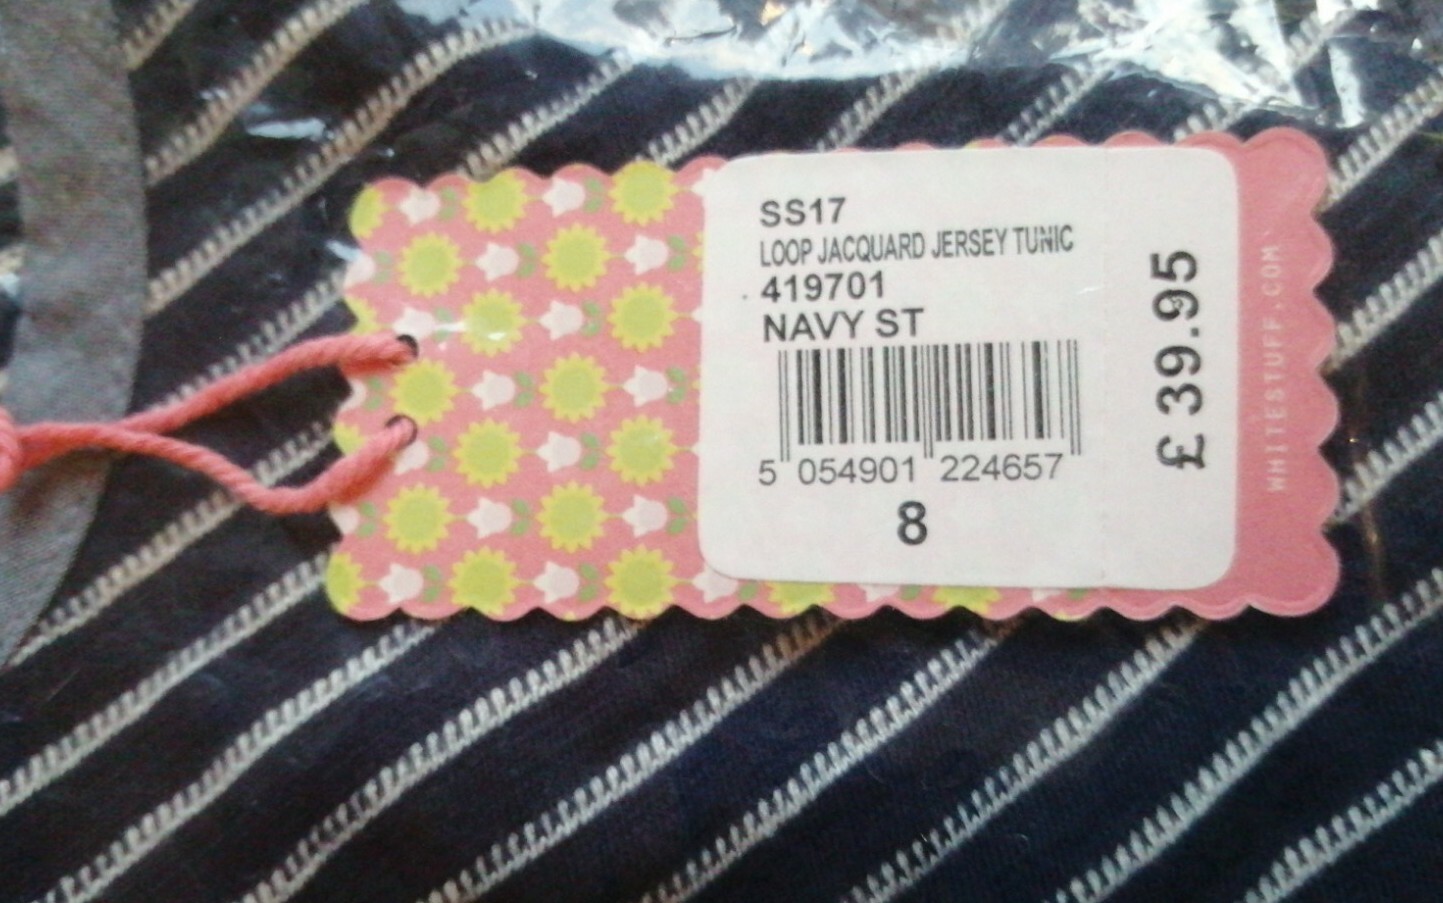 SS17
LOOP JACQUARD JERSEY TUNIC
419701
NAVY ST
5 054901 224657
8
£ 39.95
WHITESTUFF.COM